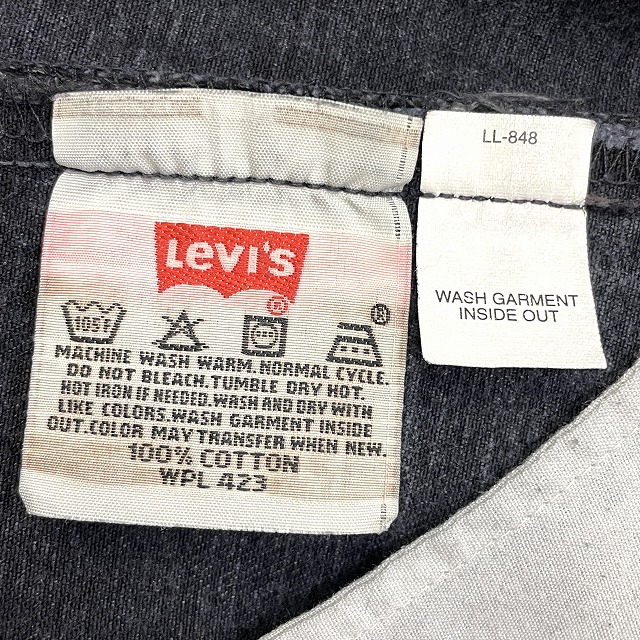 LL-848
WASH GARMENT
INSIDE OUT
Levi's
®
105F
®
MACHINE WASH WARM. NORMAL CYCLE.
DO NOT BLEACH. TUMBLE DRY HOT.
HOT IRON IF NEEDED. WASH AND DRY WITH
LIKE COLORS. WASH GARMENT INSIDE
OUT. COLOR MAY TRANSFER WHEN NEW.
100% COTTON
WPL 423